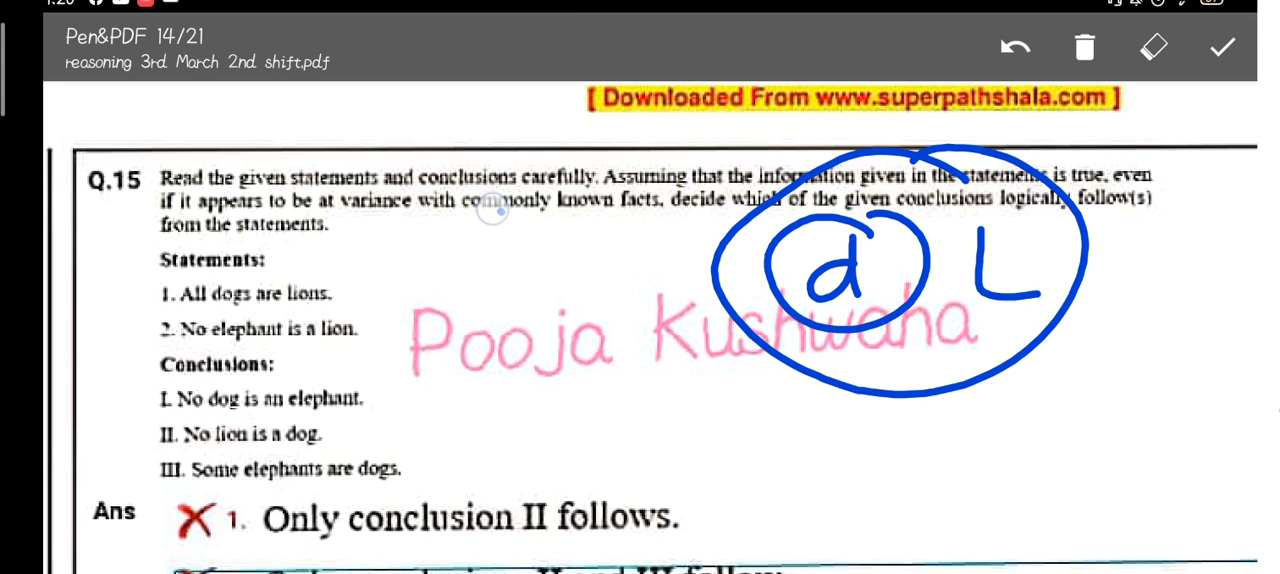 Pen&PDF 14/21
reasoning 3rd March 2nd shift.pdf
[ Downloaded From www.superpathshala.com ]
Q.15 Read the given statements and conclusions carefully. Assuming that the information given in the statements is true, even
if it appears to be at variance with commonly known facts, decide which of the given conclusions logically follow(s)
from the statements.
Statements:
1. All dogs are lions.
2. No elephant is a lion.
Conclusions:
I. No dog is an elephant.
II. No lion is a dog.
III. Some elephants are dogs.
d L
Pooja Kushwaha
Ans X 1. Only conclusion II follows.